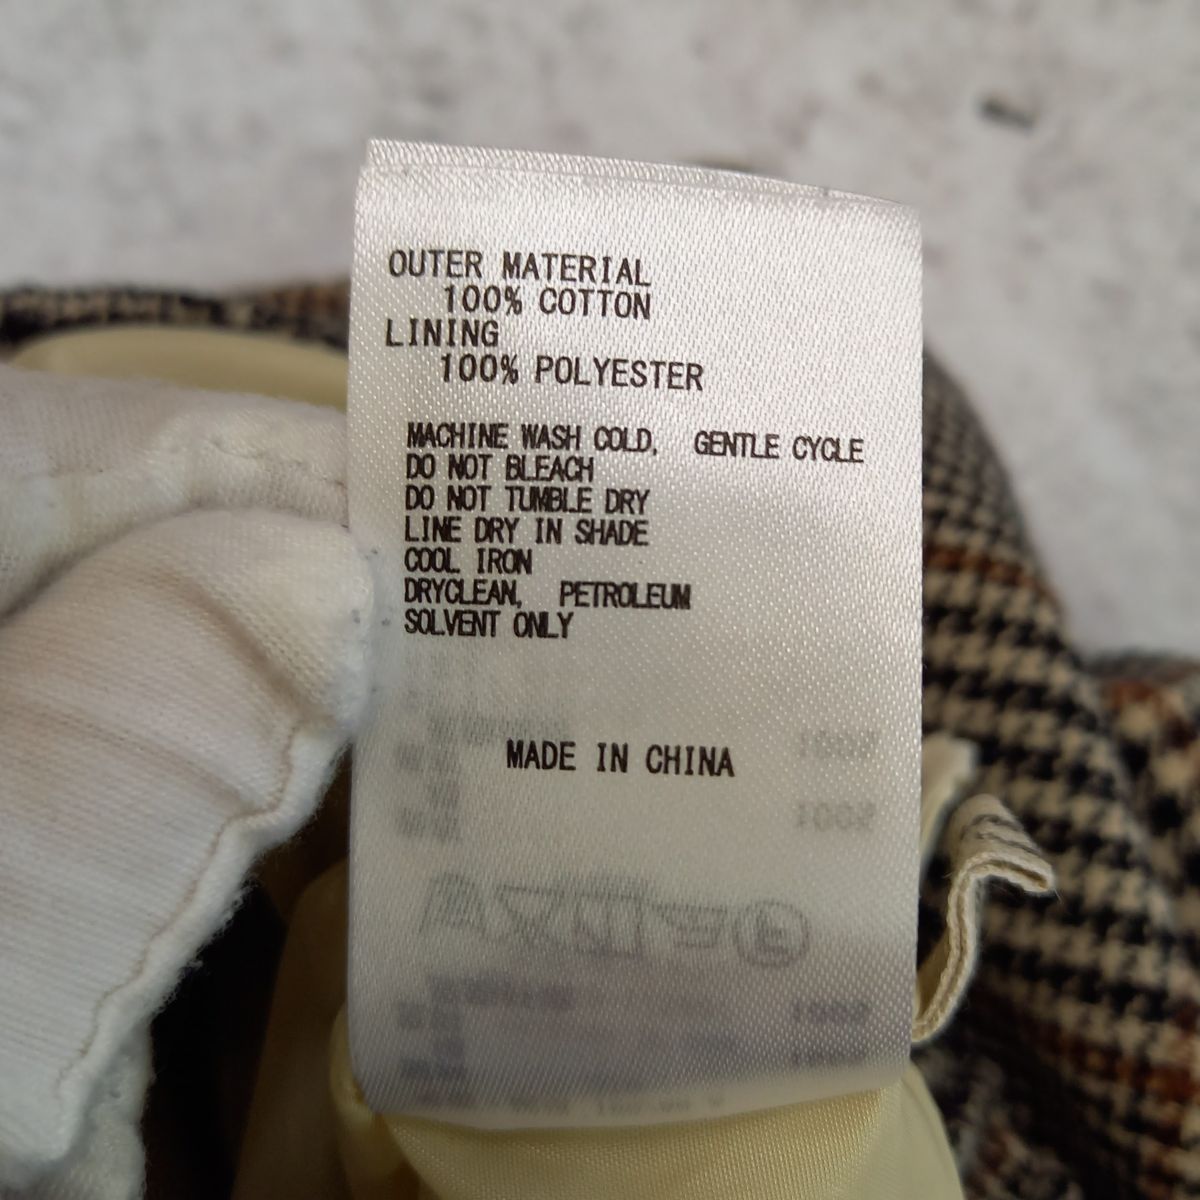 OUTER MATERIAL
100% COTTON
LINING
100% POLYESTER
MACHINE WASH COLD, GENTLE CYCLE
DO NOT BLEACH
DO NOT TUMBLE DRY
LINE DRY IN SHADE
COOL IRON
DRYCLEAN, PETROLEUM
SOLVENT ONLY
MADE IN CHINA